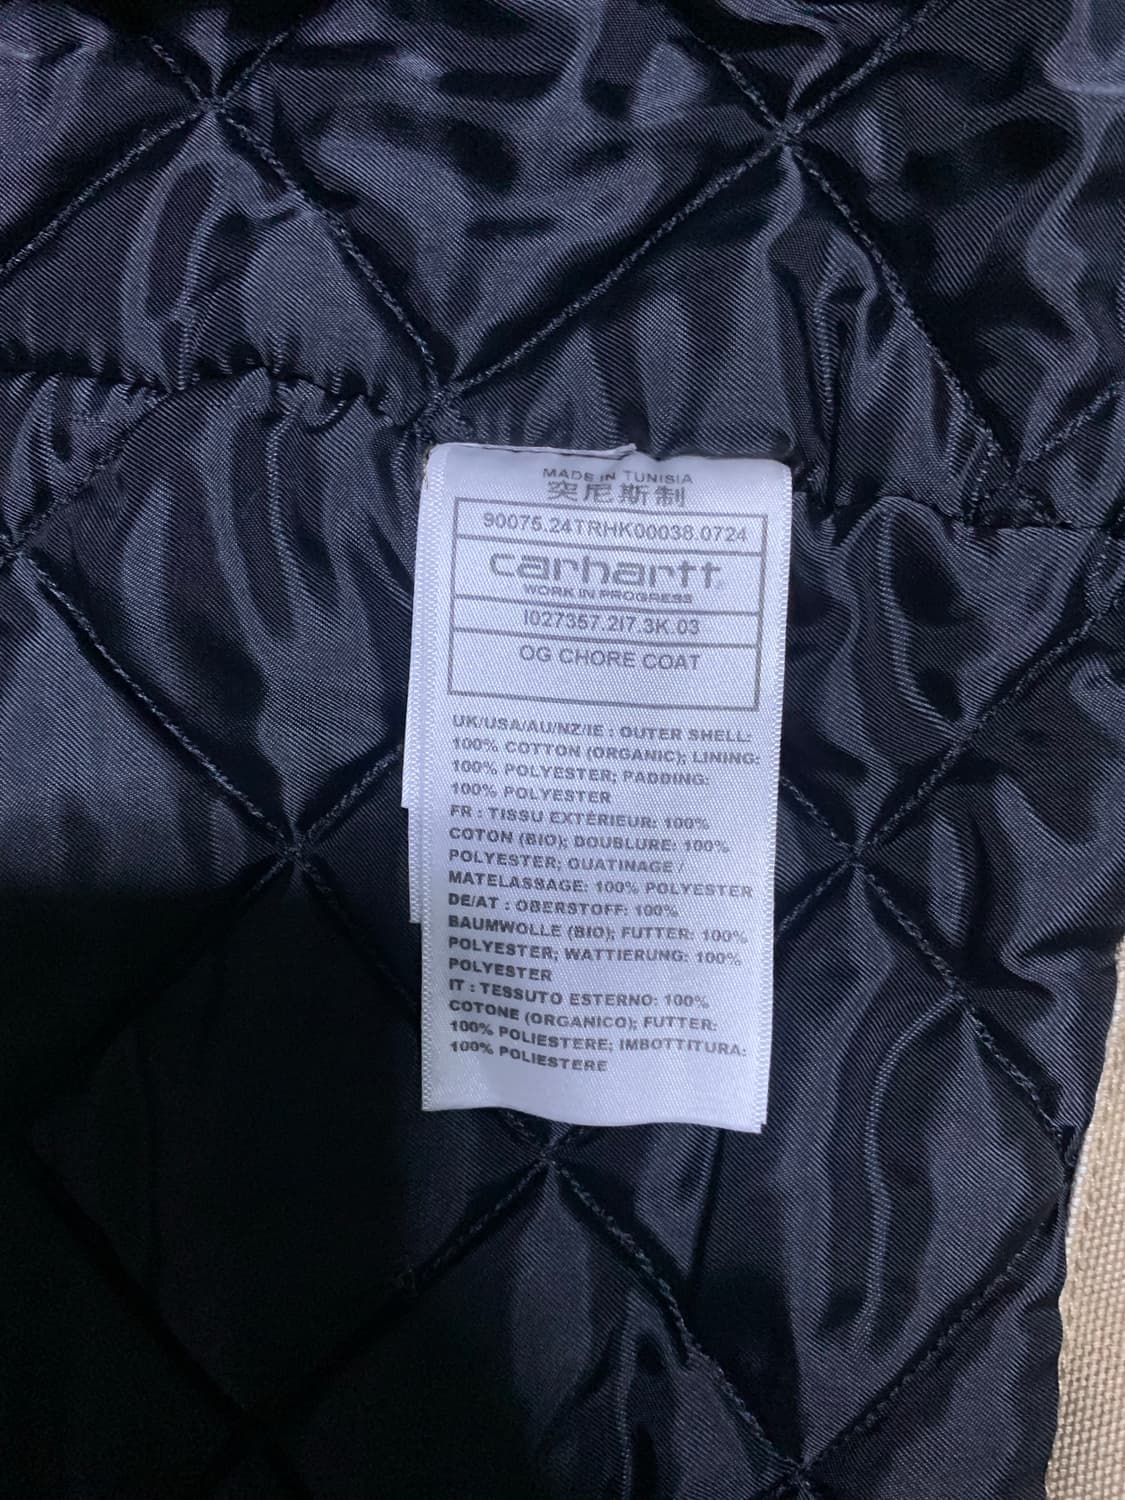 MADE IN TUNISIA
突尼斯制
90075.24TRHK00038.0724
carhartt
WORK IN PROGRESS
I027357.2I7.3K.03
OG CHORE COAT
UK/USA/AU/NZ/IE : OUTER SHELL:
100% COTTON (ORGANIC); LINING:
100% POLYESTER; PADDING:
100% POLYESTER
FR : TISSU EXTÉRIEUR: 100%
COTON (BIO); DOUBLURE: 100%
POLYESTER; OUATINAGE /
MATELASSAGE: 100% POLYESTER
DE/AT : OBERSTOFF: 100%
BAUMWOLLE (BIO); FUTTER: 100%
POLYESTER; WATTIERUNG: 100%
POLYESTER
IT : TESSUTO ESTERNO: 100%
COTONE (ORGANICO); FUTTER:
100% POLIESTERE; IMBOTTITURA:
100% POLIESTERE